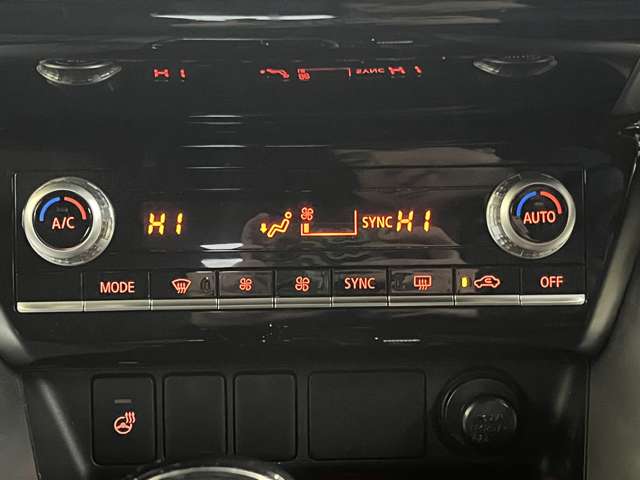 HI SYNC HI
A/C HI SYNC HI AUTO
MODE SYNC OFF